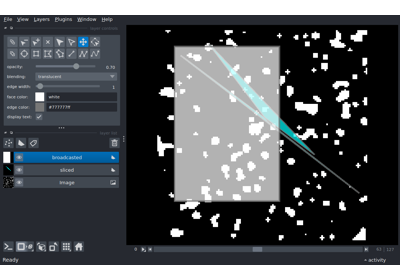 File View Layers Plugins Window Help
opacity: 0.70
blending: translucent
edge width: 1
face color: white
edge color: #777777ff
display text:
broadcasted
sliced
image
Ready
activity